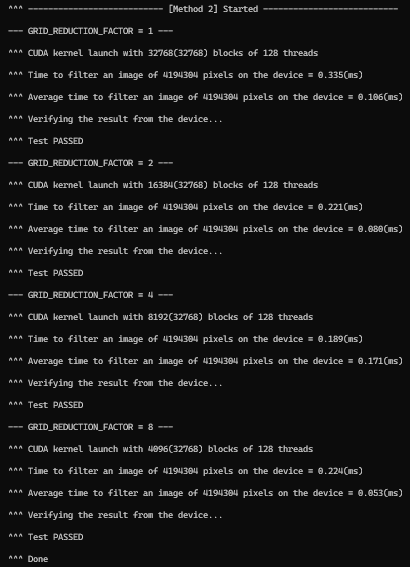 ^^^ --------------------------- [Method 2] Started ---------------------------
--- GRID_REDUCTION_FACTOR = 1 ---
^^^ CUDA kernel launch with 32768(32768) blocks of 128 threads
^^^ Time to filter an image of 4194304 pixels on the device = 0.335(ms)
^^^ Average time to filter an image of 4194304 pixels on the device = 0.106(ms)
^^^ Verifying the result from the device...
^^^ Test PASSED
--- GRID_REDUCTION_FACTOR = 2 ---
^^^ CUDA kernel launch with 16384(32768) blocks of 128 threads
^^^ Time to filter an image of 4194304 pixels on the device = 0.221(ms)
^^^ Average time to filter an image of 4194304 pixels on the device = 0.080(ms)
^^^ Verifying the result from the device...
^^^ Test PASSED
--- GRID_REDUCTION_FACTOR = 4 ---
^^^ CUDA kernel launch with 8192(32768) blocks of 128 threads
^^^ Time to filter an image of 4194304 pixels on the device = 0.189(ms)
^^^ Average time to filter an image of 4194304 pixels on the device = 0.171(ms)
^^^ Verifying the result from the device...
^^^ Test PASSED
--- GRID_REDUCTION_FACTOR = 8 ---
^^^ CUDA kernel launch with 4096(32768) blocks of 128 threads
^^^ Time to filter an image of 4194304 pixels on the device = 0.224(ms)
^^^ Average time to filter an image of 4194304 pixels on the device = 0.053(ms)
^^^ Verifying the result from the device...
^^^ Test PASSED
^^^ Done